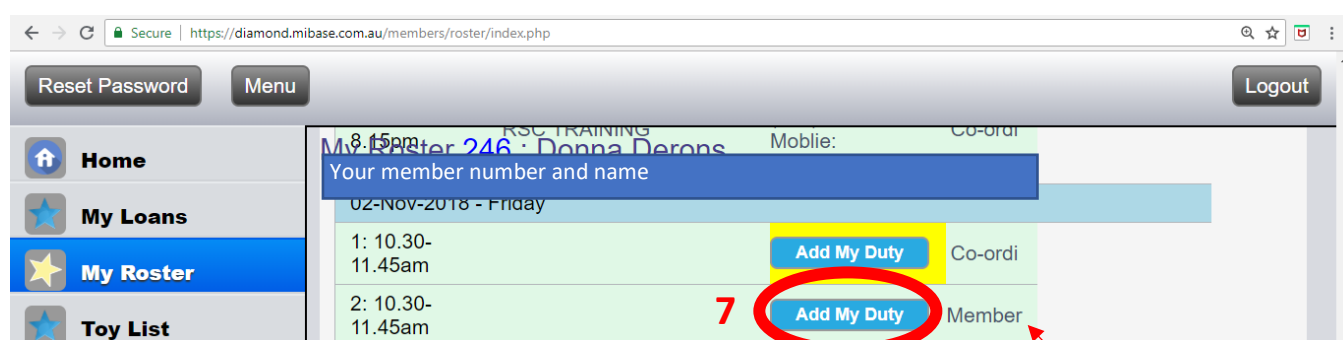 Secure | https://diamond.mibase.com.au/members/roster/index.php
Reset Password Menu Logout
Home
My Loans
My Roster
Toy List
8.15pm RSC TRAINING Moblie: Co-ordi
My Roster 246 : Donna Derons
Your member number and name
02-Nov-2018 - Friday
1: 10.30-
11.45am
Add My Duty Co-ordi
2: 10.30-
11.45am
7 Add My Duty Member